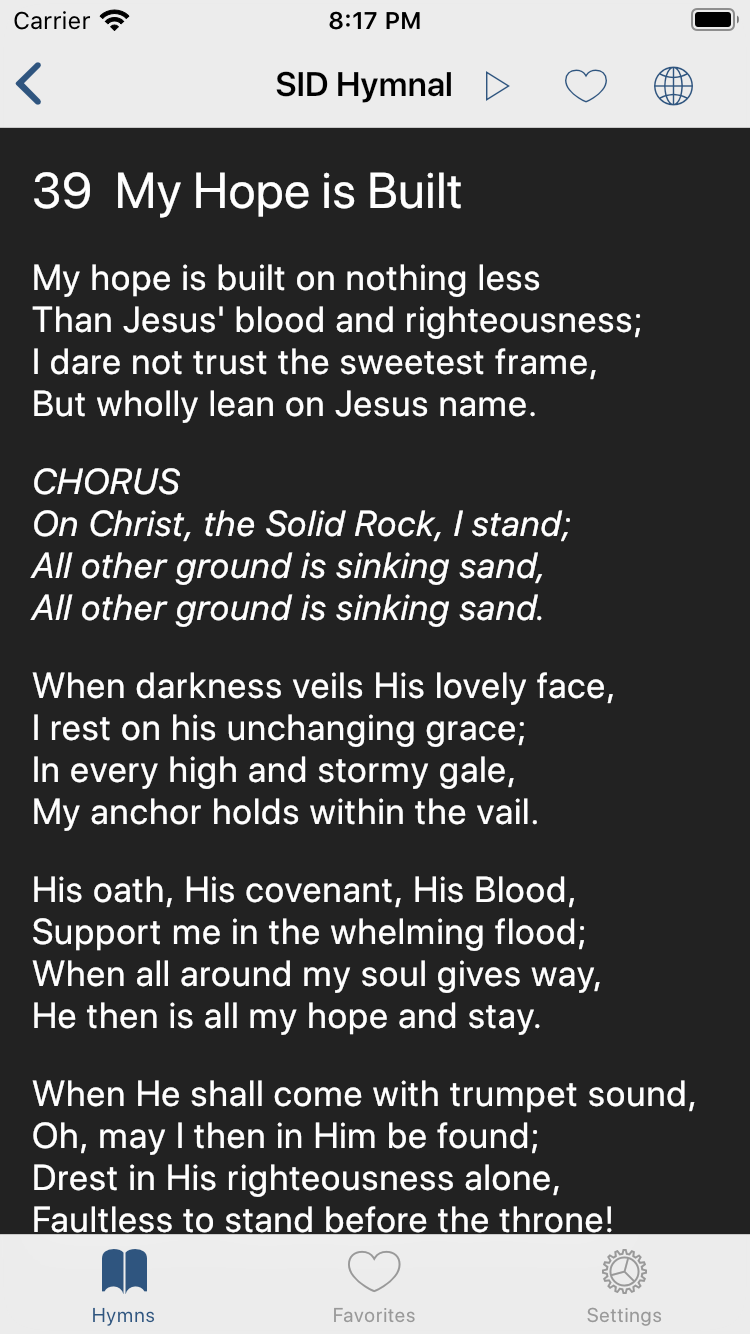 Carrier 8:17 PM
SID Hymnal
39 My Hope is Built
My hope is built on nothing less
Than Jesus' blood and righteousness;
I dare not trust the sweetest frame,
But wholly lean on Jesus name.
CHORUS
On Christ, the Solid Rock, I stand;
All other ground is sinking sand,
All other ground is sinking sand.
When darkness veils His lovely face,
I rest on his unchanging grace;
In every high and stormy gale,
My anchor holds within the vail.
His oath, His covenant, His Blood,
Support me in the whelming flood;
When all around my soul gives way,
He then is all my hope and stay.
When He shall come with trumpet sound,
Oh, may I then in Him be found;
Drest in His righteousness alone,
Faultless to stand before the throne!
Hymns Favorites Settings